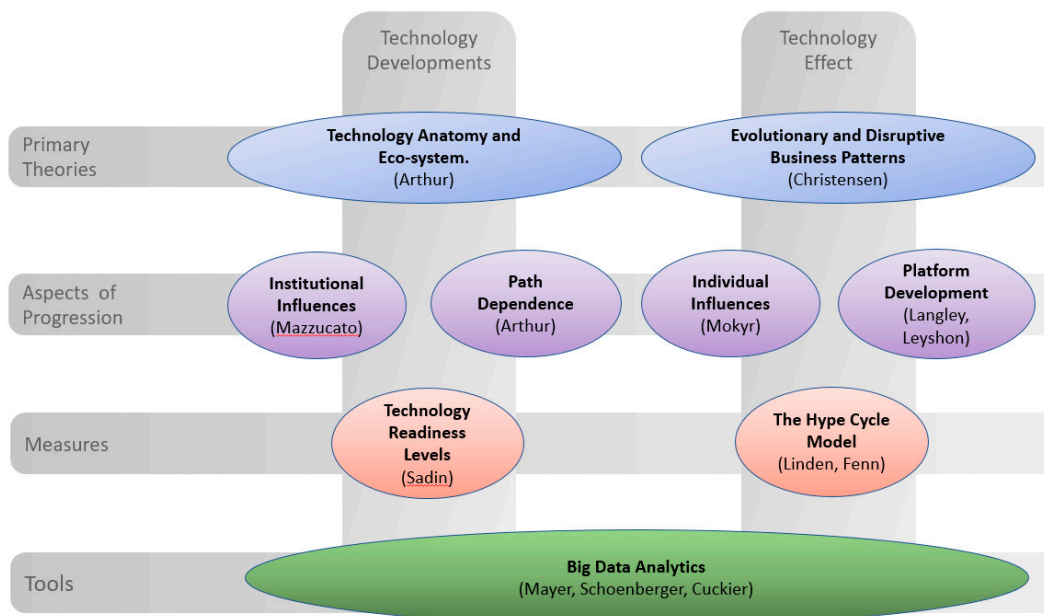 Technology
Developments
Technology
Effect
Primary
Theories
Technology Anatomy and
Eco-system.
(Arthur)
Evolutionary and Disruptive
Business Patterns
(Christensen)
Aspects of
Progression
Institutional
Influences
(Mazzucato)
Path
Dependence
(Arthur)
Individual
Influences
(Mokyr)
Platform
Development
(Langley,
Leyshon)
Measures
Technology
Readiness
Levels
(Sadin)
The Hype Cycle
Model
(Linden, Fenn)
Tools
Big Data Analytics
(Mayer, Schoenberger, Cuckier)